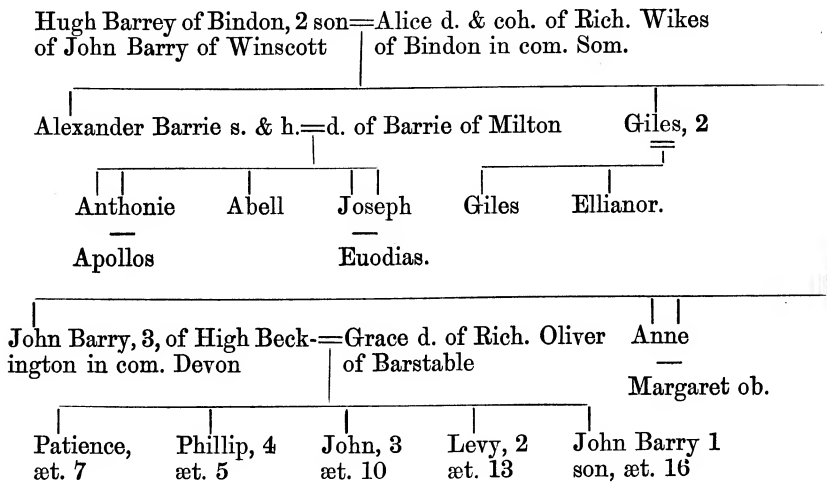 Hugh Barrey of Bindon, 2 son=Alice d. & coh. of Rich. Wikes
of John Barry of Winscott of Bindon in com. Som.
Alexander Barrie s. & h.=d. of Barrie of Milton Giles, 2
Anthonie Abell Joseph Giles Ellianor.
Apollos Euodias.
John Barry, 3, of High Beck-=Grace d. of Rich. Oliver Anne
ington in com. Devon of Barstable
Margaret ob.
Patience, Phillip, 4 John, 3 Levy, 2 John Barry 1
æt. 7 æt. 5 æt. 10 æt. 13 son, æt. 16